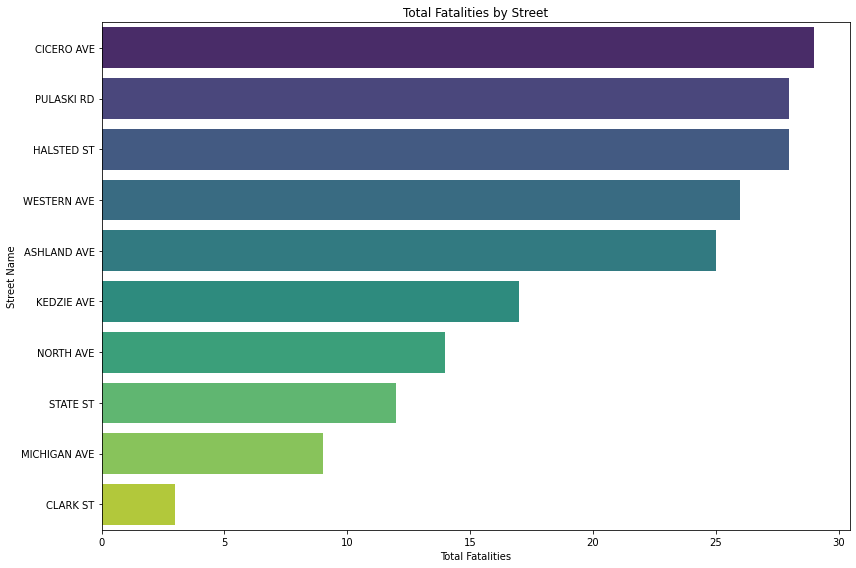 Total Fatalities by Street
Street Name
CICERO AVE
PULASKI RD
HALSTED ST
WESTERN AVE
ASHLAND AVE
KEDZIE AVE
NORTH AVE
STATE ST
MICHIGAN AVE
CLARK ST
0 5 10 15 20 25 30
Total Fatalities